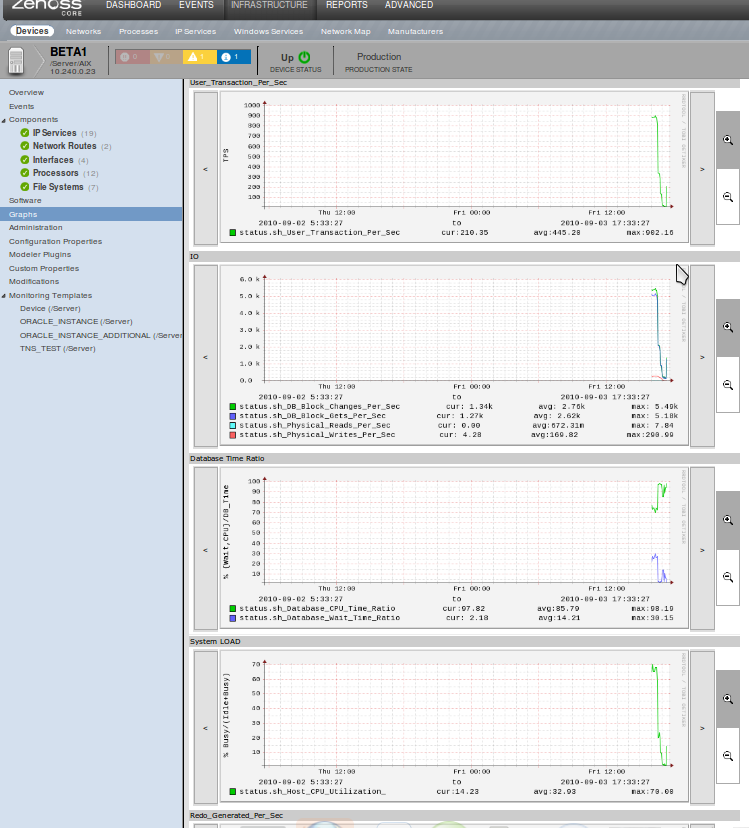 Zenoss
CORE
DASHBOARD EVENTS INFRASTRUCTURE REPORTS ADVANCED
Devices Networks Processes IP Services Windows Services Network Map Manufacturers
BETA1
/Server/AIX
10.240.0.23
0 0 1 1
Up
DEVICE STATUS
Production
PRODUCTION STATE
Overview
Events
Components
IP Services (19)
Network Routes (2)
Interfaces (4)
Processors (12)
File Systems (7)
Software
Graphs
Administration
Configuration Properties
Modeler Plugins
Custom Properties
Modifications
Monitoring Templates
Device (/Server)
ORACLE_INSTANCE (/Server)
ORACLE_INSTANCE_ADDITIONAL (/Server
TNS_TEST (/Server)
User_Transaction_Per_Sec
RRDTOOL / TOBI OETIKER
TPS
1000
900
800
700
600
500
400
300
200
100
Thu 12:00 Fri 00:00 Fri 12:00
2010-09-02 5:33:27 to 2010-09-03 17:33:27
status.sh_User_Transaction_Per_Sec cur:210.35 avg:445.20 max:902.16
< >
IO
RRDTOOL / TOBI OETIKER
6.0 k
5.0 k
4.0 k
3.0 k
2.0 k
1.0 k
0.0
Thu 12:00 Fri 00:00 Fri 12:00
2010-09-02 5:33:27 to 2010-09-03 17:33:27
status.sh_DB_Block_Changes_Per_Sec cur: 1.34k avg: 2.76k max: 5.49k
status.sh_DB_Block_Gets_Per_Sec cur: 1.27k avg: 2.62k max: 5.18k
status.sh_Physical_Reads_Per_Sec cur: 0.00 avg:672.31m max: 7.84
status.sh_Physical_Writes_Per_Sec cur: 4.28 avg:169.82 max:290.99
< >
Database Time Ratio
RRDTOOL / TOBI OETIKER
% [Wait,CPU]/DB_Time
100
90
80
70
60
50
40
30
20
10
Thu 12:00 Fri 00:00 Fri 12:00
2010-09-02 5:33:27 to 2010-09-03 17:33:27
status.sh_Database_CPU_Time_Ratio cur:97.82 avg:85.79 max:98.19
status.sh_Database_Wait_Time_Ratio cur: 2.18 avg:14.21 max:30.15
< >
System LOAD
RRDTOOL / TOBI OETIKER
% Busy/(Idle+Busy)
70
60
50
40
30
20
10
Thu 12:00 Fri 00:00 Fri 12:00
2010-09-02 5:33:27 to 2010-09-03 17:33:27
status.sh_Host_CPU_Utilization_ cur:14.23 avg:32.93 max:70.00
< >
Redo_Generated_Per_Sec